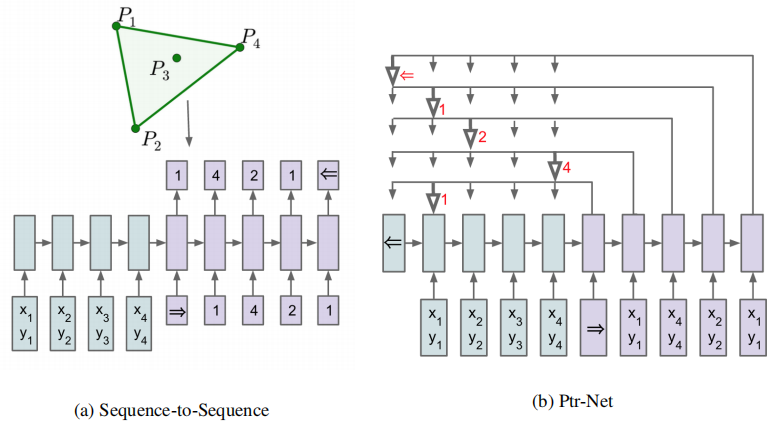 P₁
P₄
P₃
P₂
1 4 2 1 ⇐
x₁ x₂ x₃ x₄
y₁ y₂ y₃ y₄
⇒ 1 4 2 1
(a) Sequence-to-Sequence
⇐
1
2
4
1
⇐
x₁ x₂ x₃ x₄ ⇒ x₁ x₄ x₂ x₁
y₁ y₂ y₃ y₄ y₁ y₄ y₂ y₁
(b) Ptr-Net